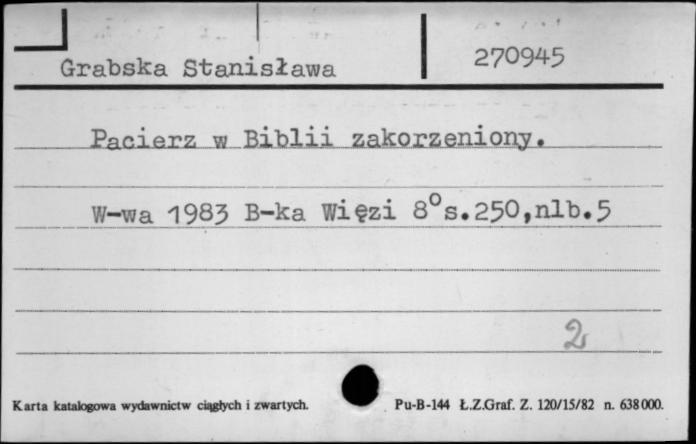 Grabska Stanisława 270945
Pacierz w Biblii zakorzeniony.
W-wa 1983 B-ka Więzi 8°s.250,nlb.5
2
Karta katalogowa wydawnictw ciągłych i zwartych. Pu-B-144 Ł.Z.Graf. Z. 120/15/82 n. 638000.